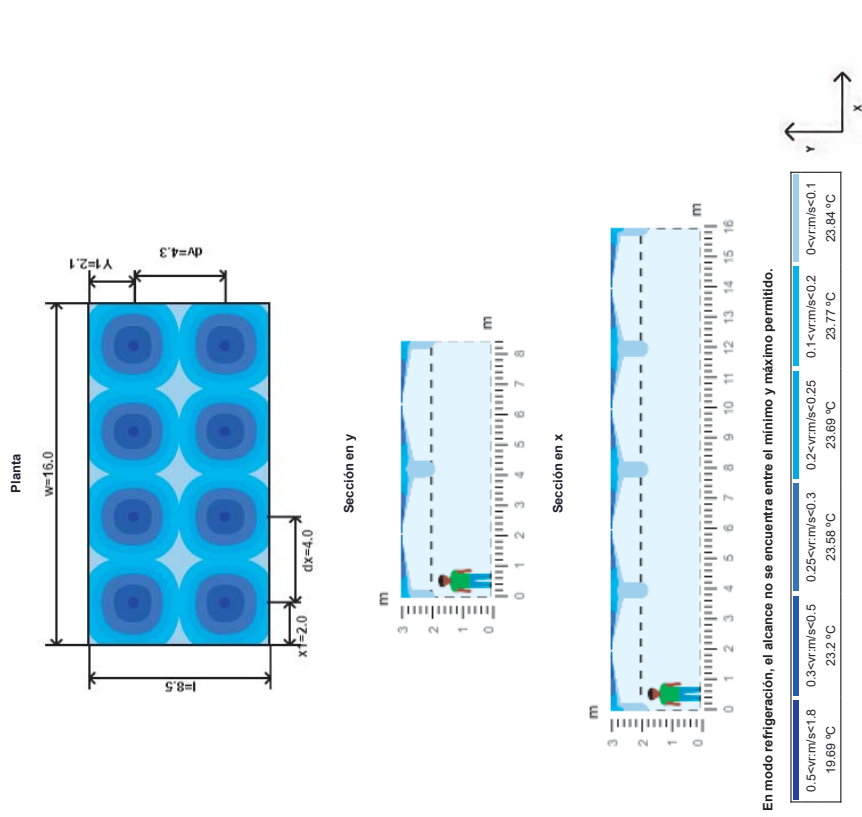 Planta
w=16.0
Y1=2.1
dv=4.3
l=8.5
x1=2.0
dx=4.0
Sección en y
m
3
2
1
0
0 1 2 3 4 5 6 7 8
m
Sección en x
m
3
2
1
0
0 1 2 3 4 5 6 7 8 9 10 11 12 13 14 15 16
m
En modo refrigeración, el alcance no se encuentra entre el mínimo y máximo permitido.
0.5<vr:m/s<1.8 0.3<vr:m/s<0.5 0.25<vr:m/s<0.3 0.2<vr:m/s<0.25 0.1<vr:m/s<0.2 0<vr:m/s<0.1
19.69 ºC 23.2 ºC 23.58 ºC 23.69 ºC 23.77 ºC 23.84 ºC
Y
X